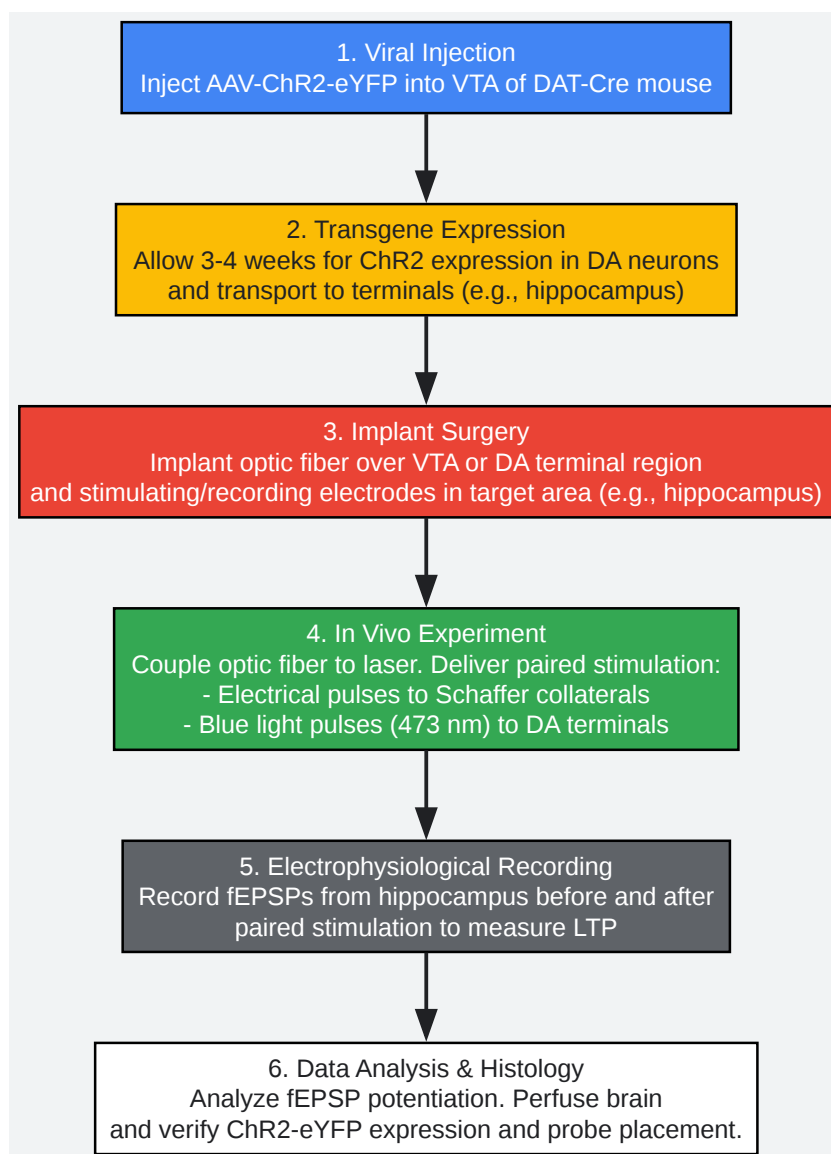 1. Viral Injection
Inject AAV-ChR2-eYFP into VTA of DAT-Cre mouse
2. Transgene Expression
Allow 3-4 weeks for ChR2 expression in DA neurons
and transport to terminals (e.g., hippocampus)
3. Implant Surgery
Implant optic fiber over VTA or DA terminal region
and stimulating/recording electrodes in target area (e.g., hippocampus)
4. In Vivo Experiment
Couple optic fiber to laser. Deliver paired stimulation:
- Electrical pulses to Schaffer collaterals
- Blue light pulses (473 nm) to DA terminals
5. Electrophysiological Recording
Record fEPSPs from hippocampus before and after
paired stimulation to measure LTP
6. Data Analysis & Histology
Analyze fEPSP potentiation. Perfuse brain
and verify ChR2-eYFP expression and probe placement.